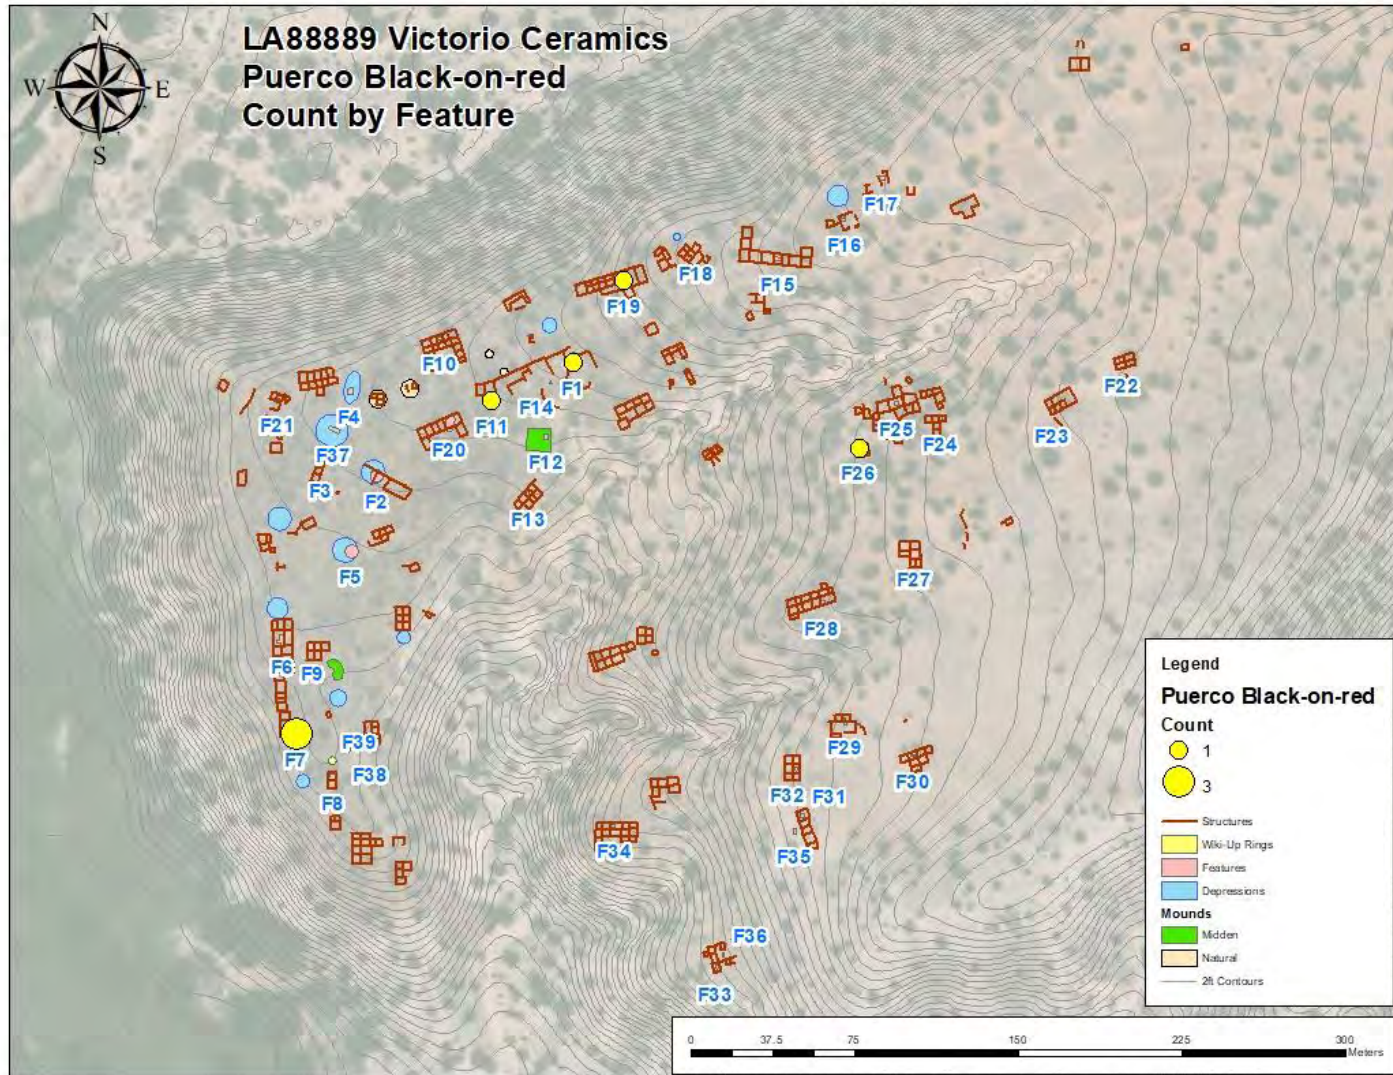 N
LA88889 Victorio Ceramics
Puerco Black-on-red
Count by Feature
W
E
S
F17
F16
F18
F15
F19
F10
F22
F1
F4
F14
F21
F11
F25
F23
F24
F20
F37
F12
F26
F3
F2
F13
F5
F27
F28
F6
F9
F39
F29
F7
F38
F30
F32
F31
F8
F34
F35
F36
F33
Legend
Puerco Black-on-red
Count
1
3
Structures
Wiki-Up Rings
Features
Depressions
Mounds
Midden
Natural
2ft Contours
0 37.5 75 150 225 300
Meters